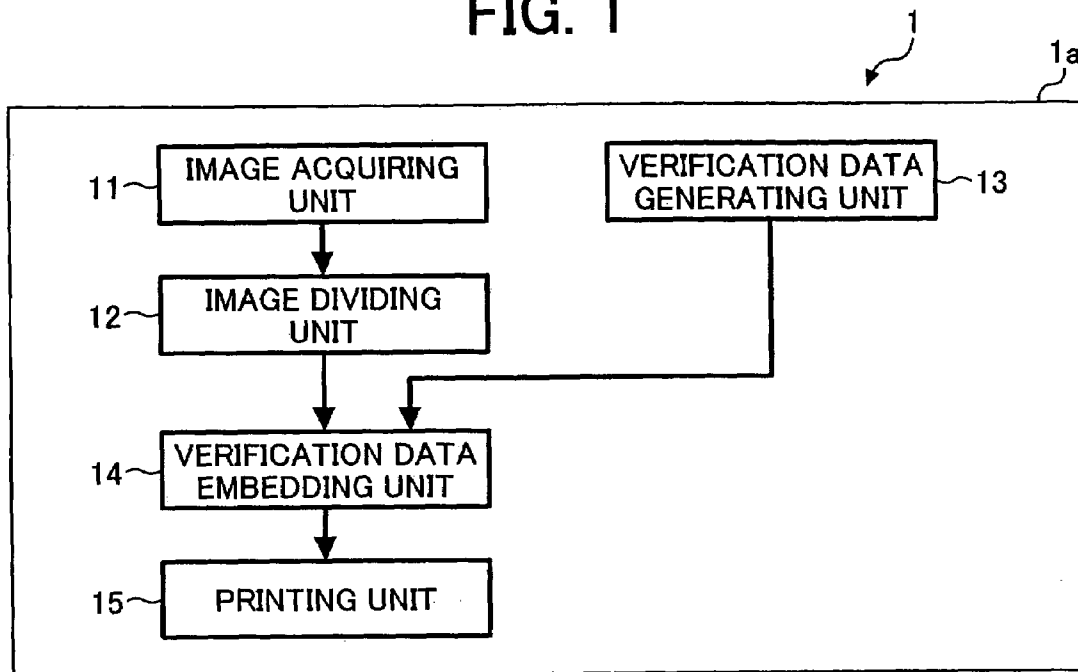 FIG. 1
1
1a
11
IMAGE ACQUIRING
UNIT
VERIFICATION DATA
GENERATING UNIT
13
12
IMAGE DIVIDING
UNIT
14
VERIFICATION DATA
EMBEDDING UNIT
15
PRINTING UNIT